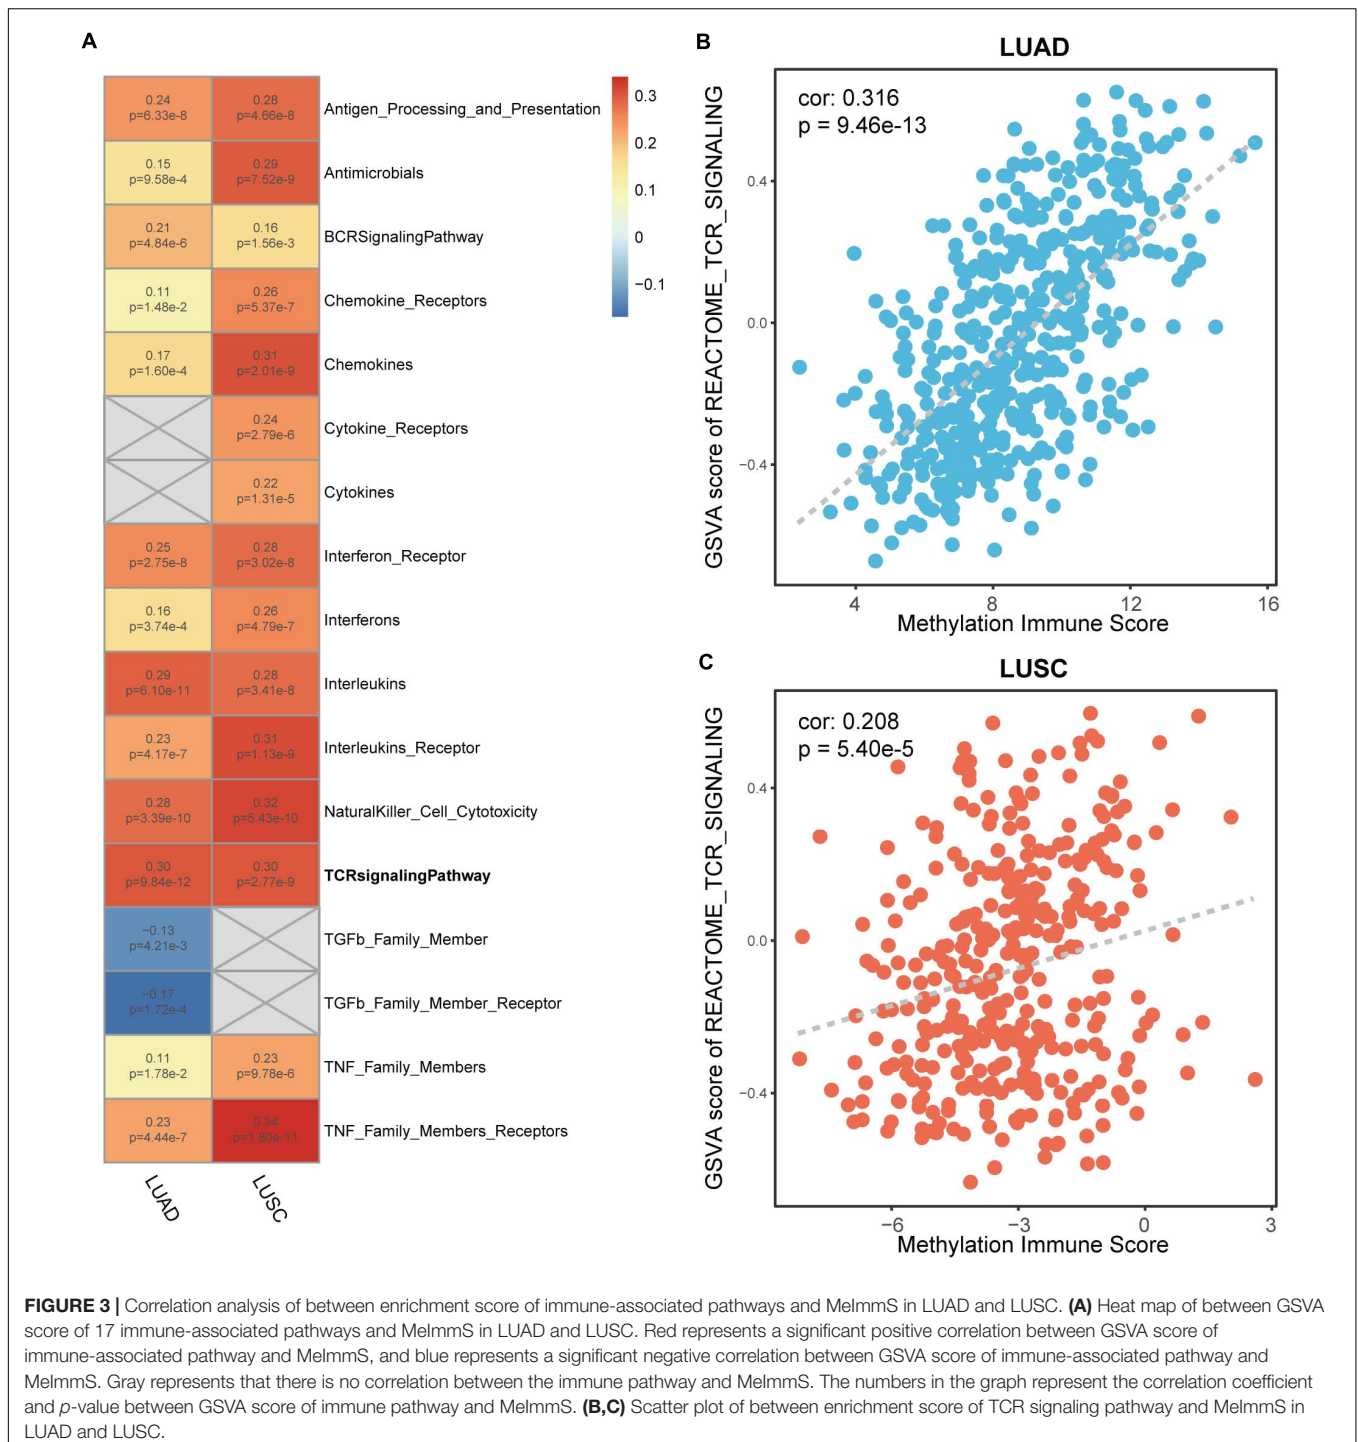 A
0.24
p=6.33e-8
0.28
p=4.66e-8
Antigen_Processing_and_Presentation
0.15
p=9.58e-4
0.29
p=7.52e-9
Antimicrobials
0.21
p=4.84e-6
0.16
p=1.56e-3
BCRSignalingPathway
0.11
p=1.48e-2
0.26
p=5.37e-7
Chemokine_Receptors
0.17
p=1.60e-4
0.31
p=2.01e-9
Chemokines
0.24
p=2.79e-6
Cytokine_Receptors
0.22
p=1.31e-5
Cytokines
0.25
p=2.75e-8
0.28
p=3.02e-8
Interferon_Receptor
0.16
p=3.74e-4
0.26
p=4.79e-7
Interferons
0.29
p=6.10e-11
0.28
p=3.41e-8
Interleukins
0.23
p=4.17e-7
0.31
p=1.13e-9
Interleukins_Receptor
0.28
p=3.39e-10
0.32
p=5.43e-10
NaturalKiller_Cell_Cytotoxicity
0.30
p=9.84e-12
0.30
p=2.77e-9
TCRsignalingPathway
−0.13
p=4.21e-3
TGFb_Family_Member
−0.17
p=1.72e-4
TGFb_Family_Member_Receptor
0.11
p=1.78e-2
0.23
p=9.78e-6
TNF_Family_Members
0.23
p=4.44e-7
0.34
p=1.80e-11
TNF_Family_Members_Receptors
LUAD
LUSC
0.3
0.2
0.1
0
−0.1
B
LUAD
cor: 0.316
p = 9.46e-13
GSVA score of REACTOME_TCR_SIGNALING
0.4
0.0
−0.4
4
8
12
16
Methylation Immune Score
C
LUSC
cor: 0.208
p = 5.40e-5
GSVA score of REACTOME_TCR_SIGNALING
0.4
0.0
−0.4
−6
−3
0
3
Methylation Immune Score
FIGURE 3 | Correlation analysis of between enrichment score of immune-associated pathways and MeImmS in LUAD and LUSC. (A) Heat map of between GSVA
score of 17 immune-associated pathways and MeImmS in LUAD and LUSC. Red represents a significant positive correlation between GSVA score of
immune-associated pathway and MeImmS, and blue represents a significant negative correlation between GSVA score of immune-associated pathway and
MeImmS. Gray represents that there is no correlation between the immune pathway and MeImmS. The numbers in the graph represent the correlation coefficient
and p-value between GSVA score of immune pathway and MeImmS. (B,C) Scatter plot of between enrichment score of TCR signaling pathway and MeImmS in
LUAD and LUSC.